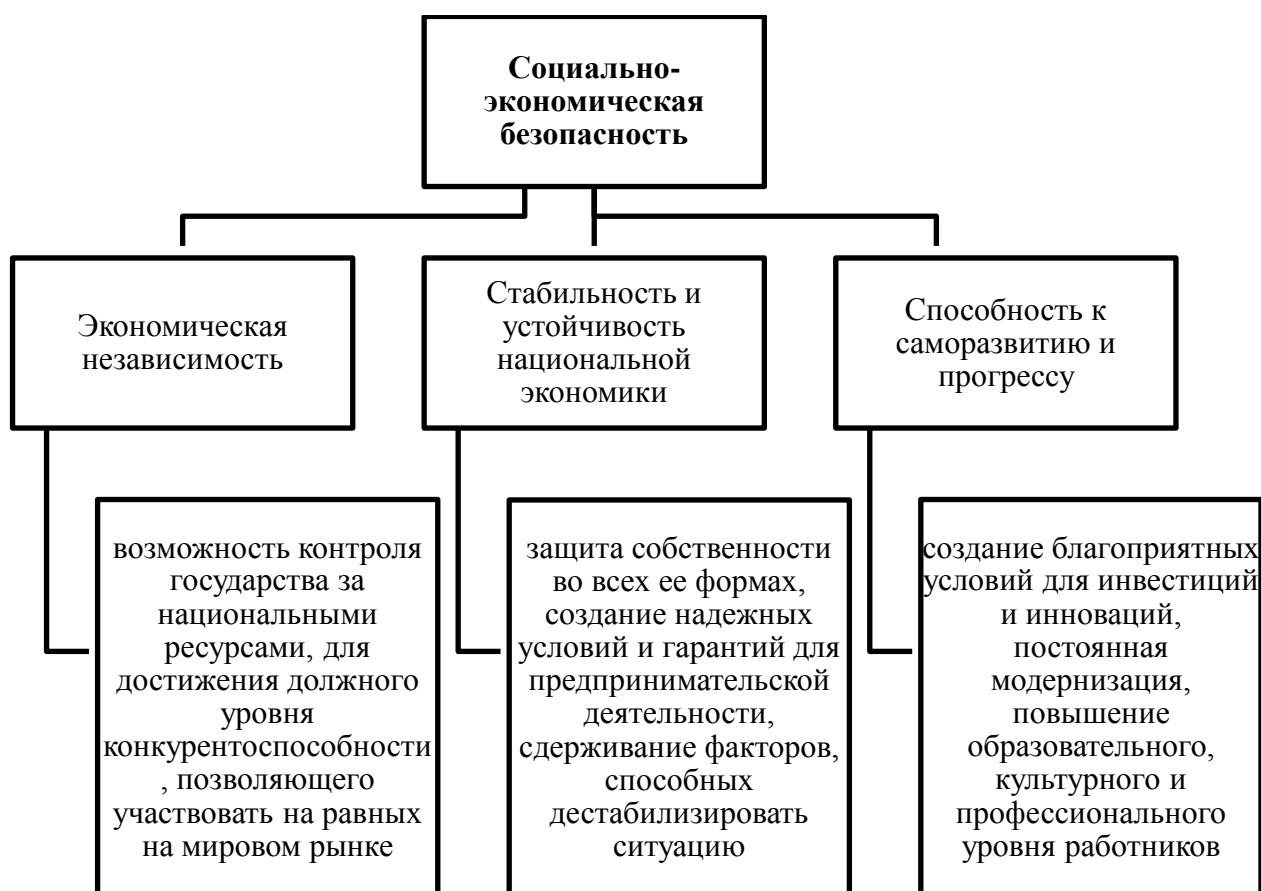 Социально-
экономическая
безопасность
Экономическая
независимость
Стабильность и
устойчивость
национальной
экономики
Способность к
саморазвитию и
прогрессу
возможность контроля
государства за
национальными
ресурсами, для
достижения должного
уровня
конкурентоспособности
, позволяющего
участвовать на равных
на мировом рынке
защита собственности
во всех ее формах,
создание надежных
условий и гарантий для
предпринимательской
деятельности,
сдерживание факторов,
способных
дестабилизировать
ситуацию
создание благоприятных
условий для инвестиций
и инноваций,
постоянная
модернизация,
повышение
образовательного,
культурного и
профессионального
уровня работников